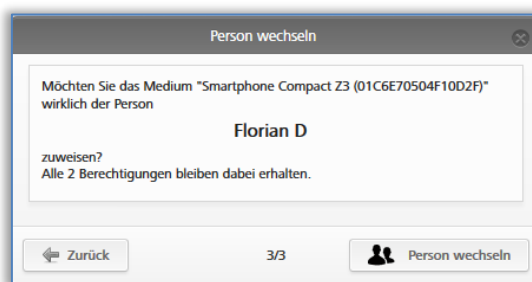 Person wechseln
Möchten Sie das Medium "Smartphone Compact Z3 (01C6E70504F10D2F)"
wirklich der Person
Florian D
zuweisen?
Alle 2 Berechtigungen bleiben dabei erhalten.
Zurück
3/3
Person wechseln